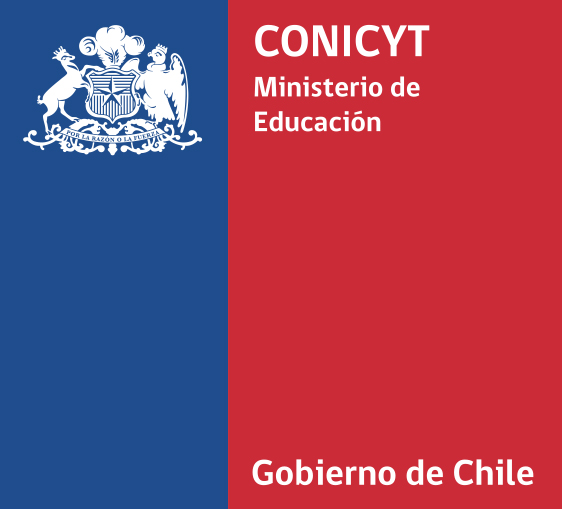 POR LA RAZON O LA FUERZA
CONICYT
Ministerio de
Educación
Gobierno de Chile